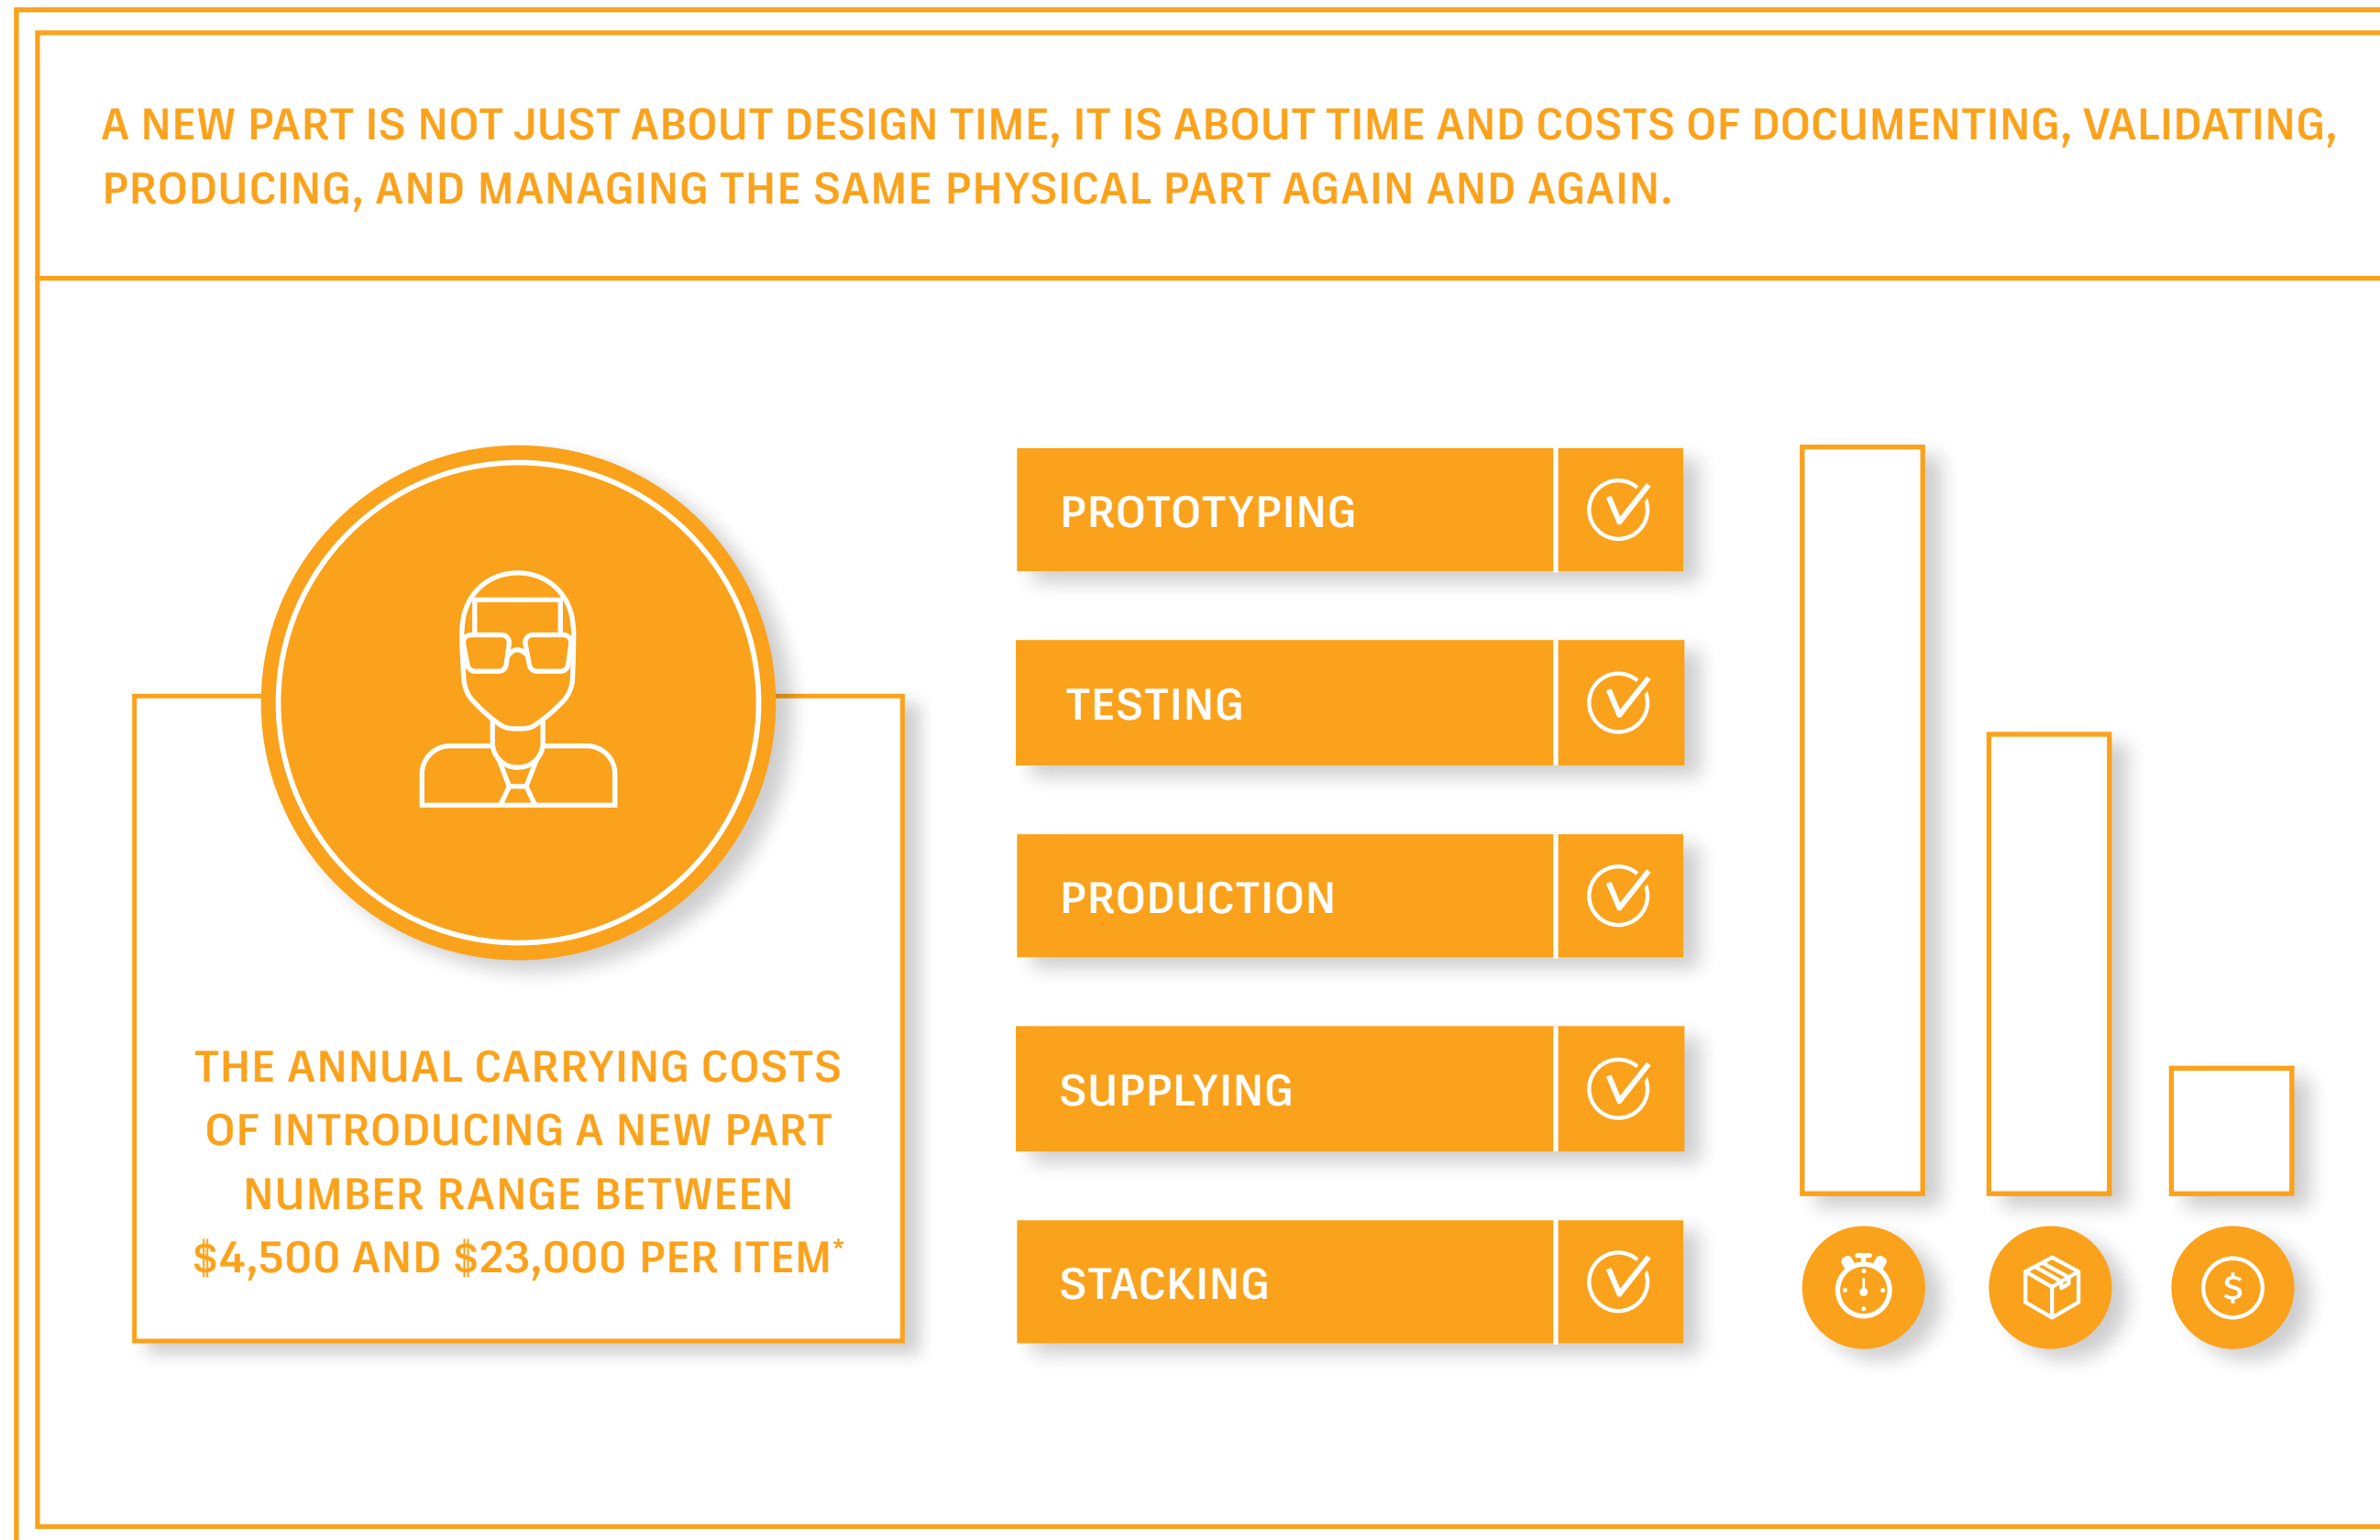 A NEW PART IS NOT JUST ABOUT DESIGN TIME, IT IS ABOUT TIME AND COSTS OF DOCUMENTING, VALIDATING,
PRODUCING, AND MANAGING THE SAME PHYSICAL PART AGAIN AND AGAIN.
THE ANNUAL CARRYING COSTS
OF INTRODUCING A NEW PART
NUMBER RANGE BETWEEN
$4,500 AND $23,000 PER ITEM*
PROTOTYPING
TESTING
PRODUCTION
SUPPLYING
STACKING
$